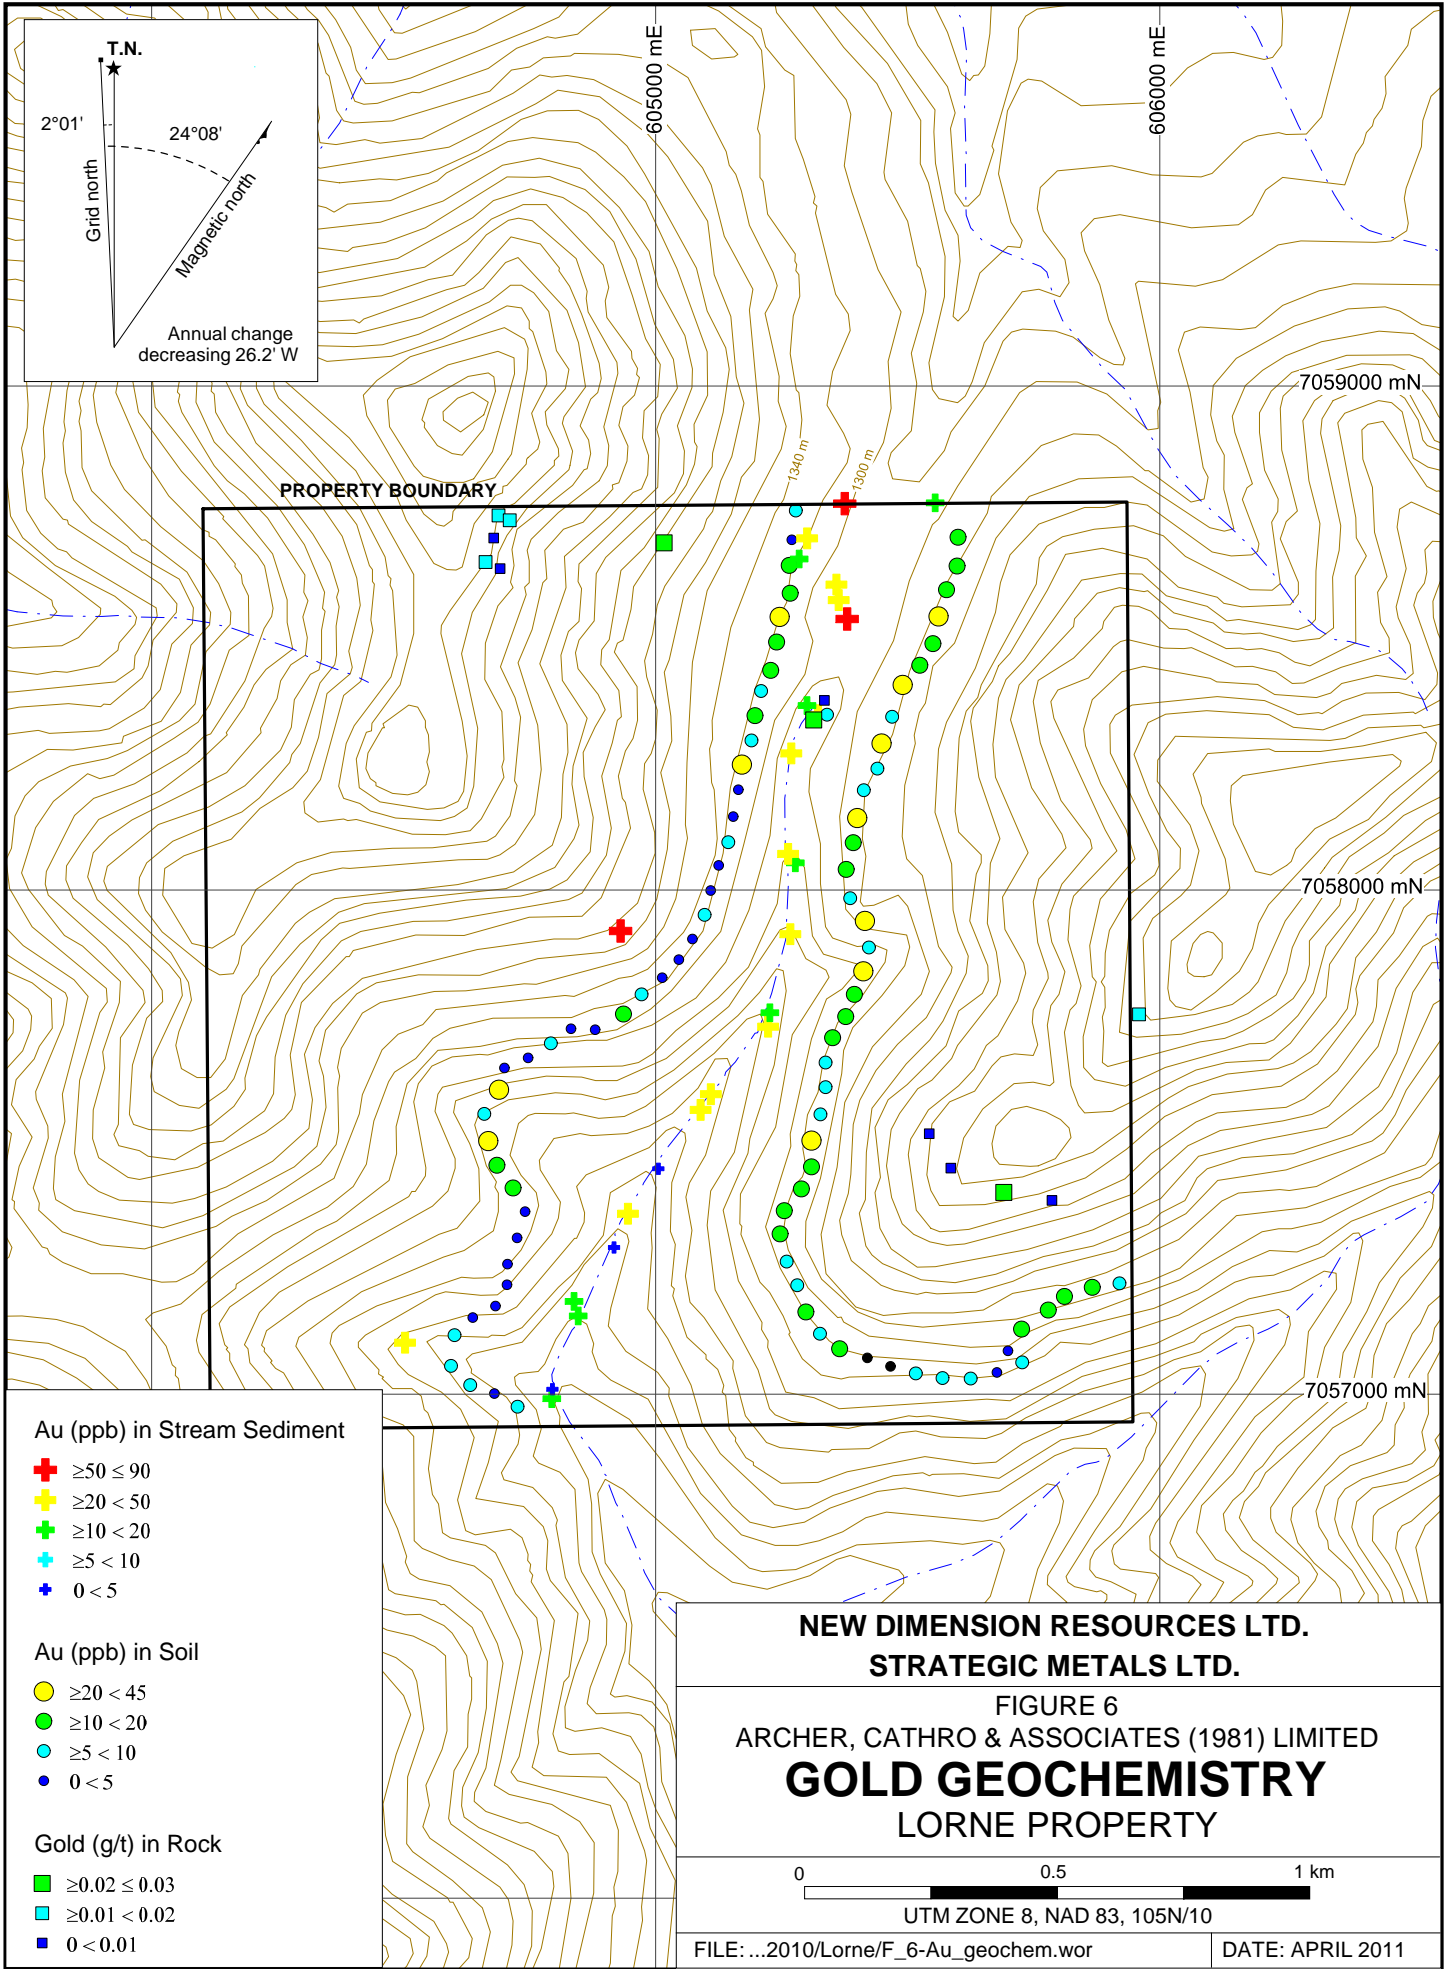 T.N.
2°01'
24°08'
Grid north
Magnetic north
Annual change
decreasing 26.2' W
605000 mE
606000 mE
7059000 mN
1340 m
1300 m
PROPERTY BOUNDARY
7058000 mN
7057000 mN
Au (ppb) in Stream Sediment
≥50 ≤ 90
≥20 < 50
≥10 < 20
≥5 < 10
0 < 5
Au (ppb) in Soil
≥20 < 45
≥10 < 20
≥5 < 10
0 < 5
Gold (g/t) in Rock
≥0.02 ≤ 0.03
≥0.01 < 0.02
0 < 0.01
NEW DIMENSION RESOURCES LTD.
STRATEGIC METALS LTD.
FIGURE 6
ARCHER, CATHRO & ASSOCIATES (1981) LIMITED
GOLD GEOCHEMISTRY
LORNE PROPERTY
0 0.5 1 km
UTM ZONE 8, NAD 83, 105N/10
FILE: ...2010/Lorne/F_6-Au_geochem.wor
DATE: APRIL 2011